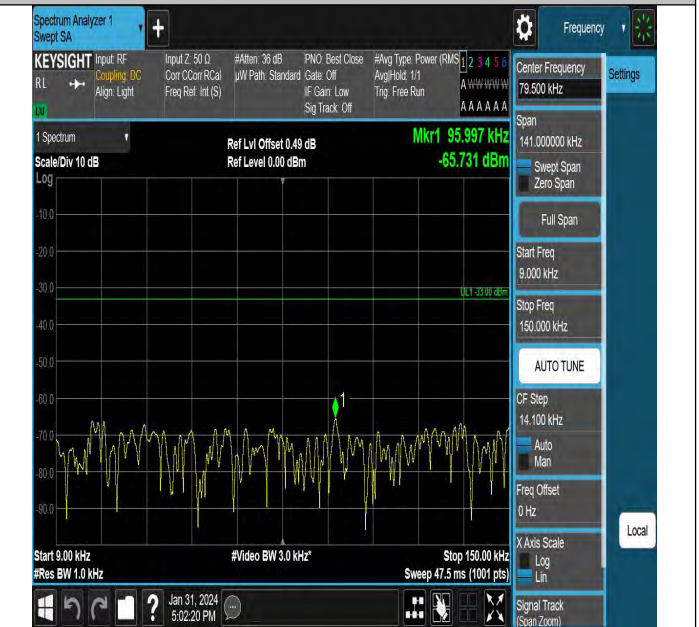 Spectrum Analyzer 1
Swept SA
+
Frequency
KEYSIGHT
RL
Input: RF
Coupling: DC
Align: Light
Input Z: 50 Ω
Corr CCorr RCal
Freq Ref: Int (S)
#Atten: 36 dB
µW Path: Standard
PNO: Best Close
Gate: Off
IF Gain: Low
Sig Track: Off
#Avg Type: Power (RMS
Avg|Hold: 1/1
Trig: Free Run
1 2 3 4 5 6
A W W W W W
A A A A A A
Center Frequency
79.500 kHz
Settings
1 Spectrum
Scale/Div 10 dB
Log
Ref Lvl Offset 0.49 dB
Ref Level 0.00 dBm
Mkr1 95.997 kHz
-65.731 dBm
-10.0
-20.0
-30.0
-40.0
-50.0
-60.0
-70.0
-80.0
-90.0
DL1 -33.00 dBm
1
Start 9.00 kHz
#Res BW 1.0 kHz
#Video BW 3.0 kHz*
Stop 150.00 kHz
Sweep 47.5 ms (1001 pts)
Span
141.000000 kHz
Swept Span
Zero Span
Full Span
Start Freq
9.000 kHz
Stop Freq
150.000 kHz
AUTO TUNE
CF Step
14.100 kHz
Auto
Man
Freq Offset
0 Hz
X Axis Scale
Log
Lin
Signal Track
(Span Zoom)
Local
?
Jan 31, 2024
5:02:20 PM